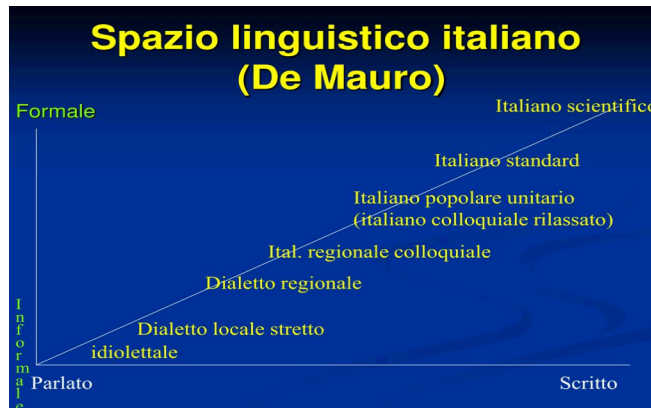 Spazio linguistico italiano
(De Mauro)
Formale
Italiano scientifico
Italiano standard
Italiano popolare unitario
(italiano colloquiale rilassato)
Ital. regionale colloquiale
Dialetto regionale
Dialetto locale stretto
idiolettale
Informale
Parlato
Scritto